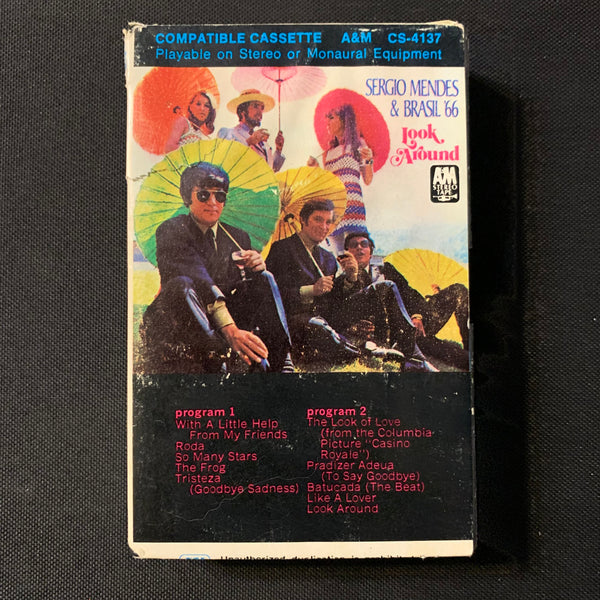 COMPATIBLE CASSETTE A&M CS-4137
Playable on Stereo or Monaural Equipment
SERGIO MENDES
& BRASIL '66
Look
Around
A&M
STEREO
TAPE
program 1
With A Little Help
From My Friends
Roda
So Many Stars
The Frog
Tristeza
(Goodbye Sadness)
program 2
The Look of Love
(from the Columbia
Picture "Casino
Royale")
Pradizer Adeus
(To Say Goodbye)
Batucada (The Beat)
Like A Lover
Look Around
Unauthorized duplication is